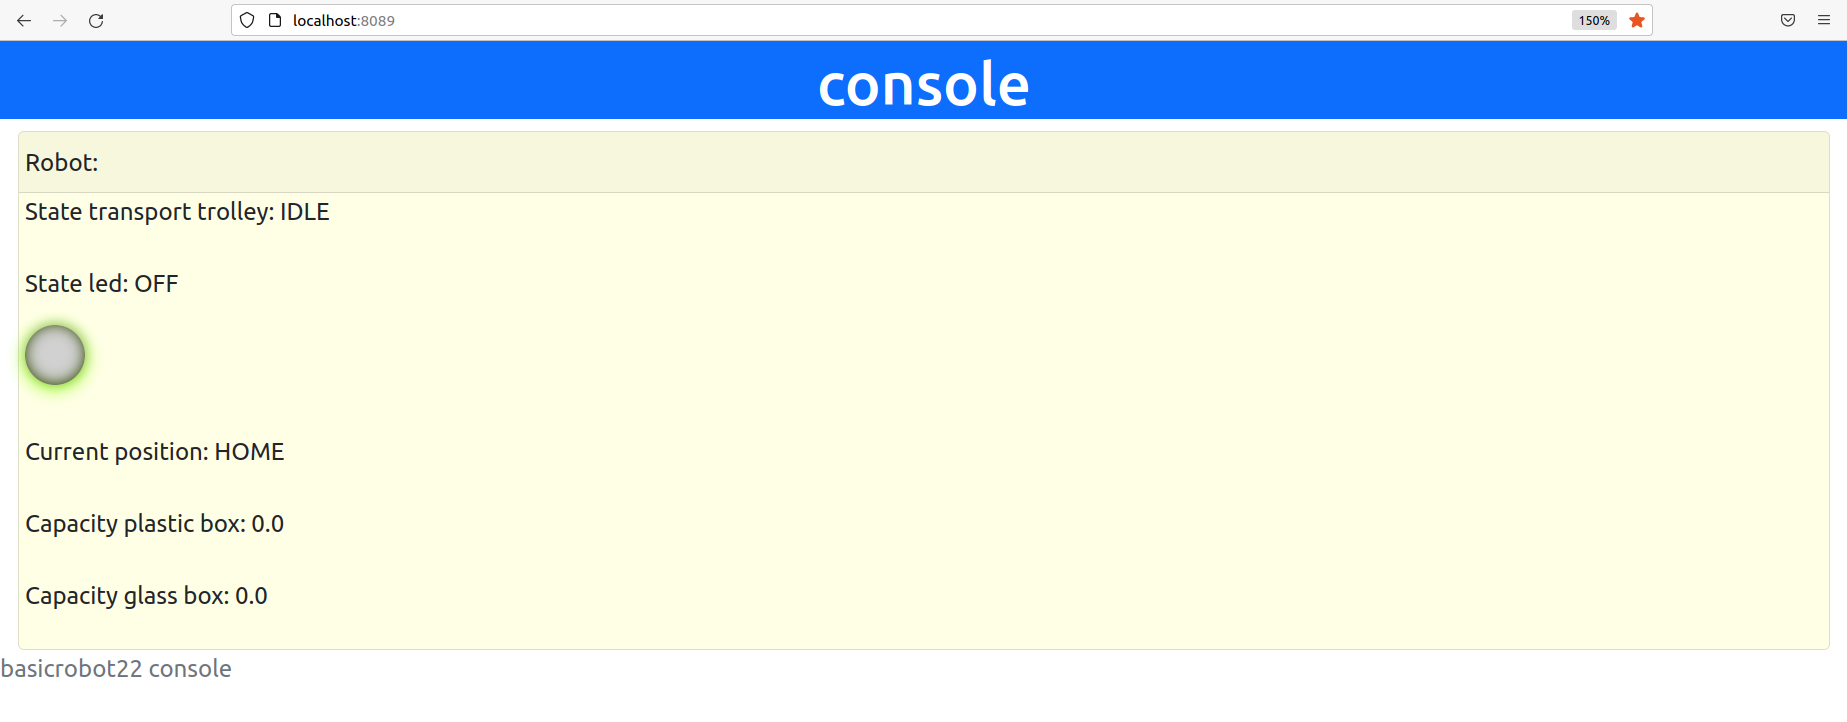 localhost:8089
150%
console
Robot:
State transport trolley: IDLE
State led: OFF
Current position: HOME
Capacity plastic box: 0.0
Capacity glass box: 0.0
basicrobot22 console